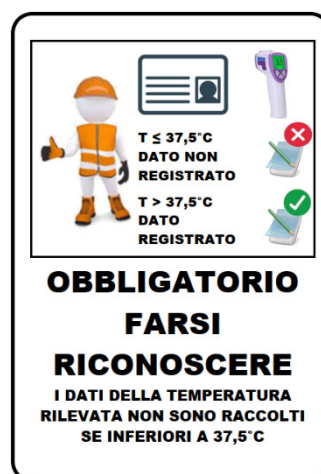 T ≤ 37,5°C
DATO NON
REGISTRATO
T > 37,5°C
DATO
REGISTRATO
OBBLIGATORIO
FARSI
RICONOSCERE
I DATI DELLA TEMPERATURA
RILEVATA NON SONO RACCOLTI
SE INFERIORI A 37,5°C